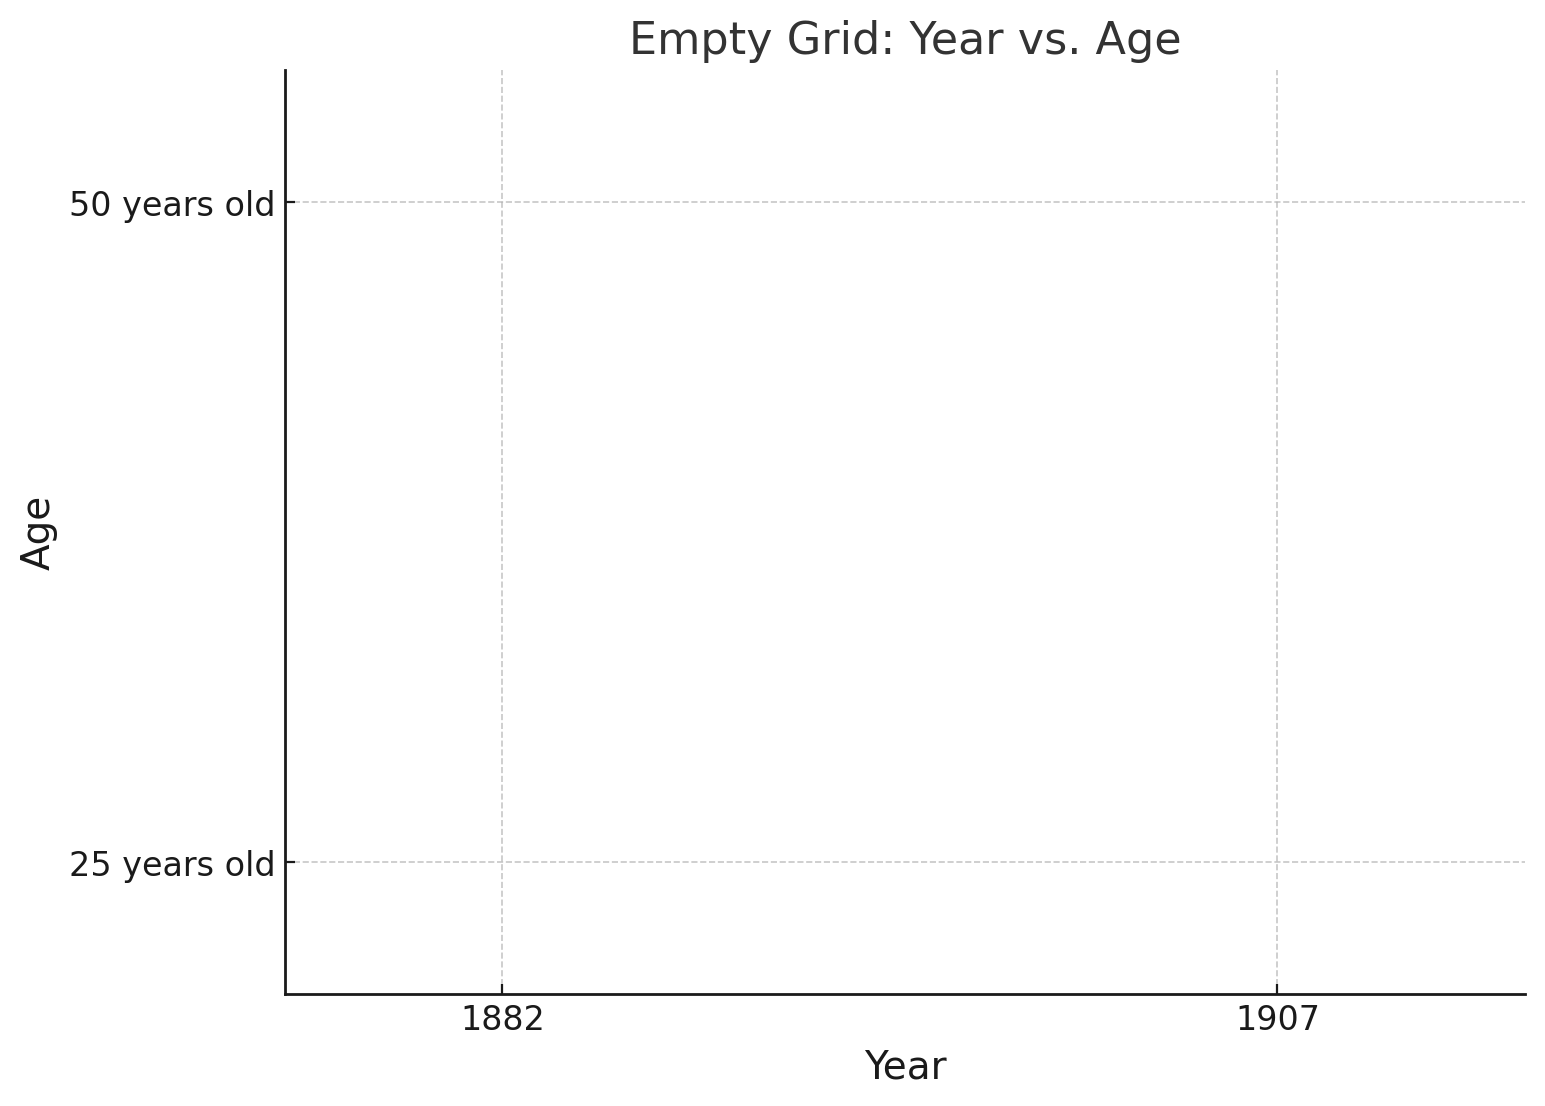 Empty Grid: Year vs. Age
50 years old
Age
25 years old
1882
1907
Year